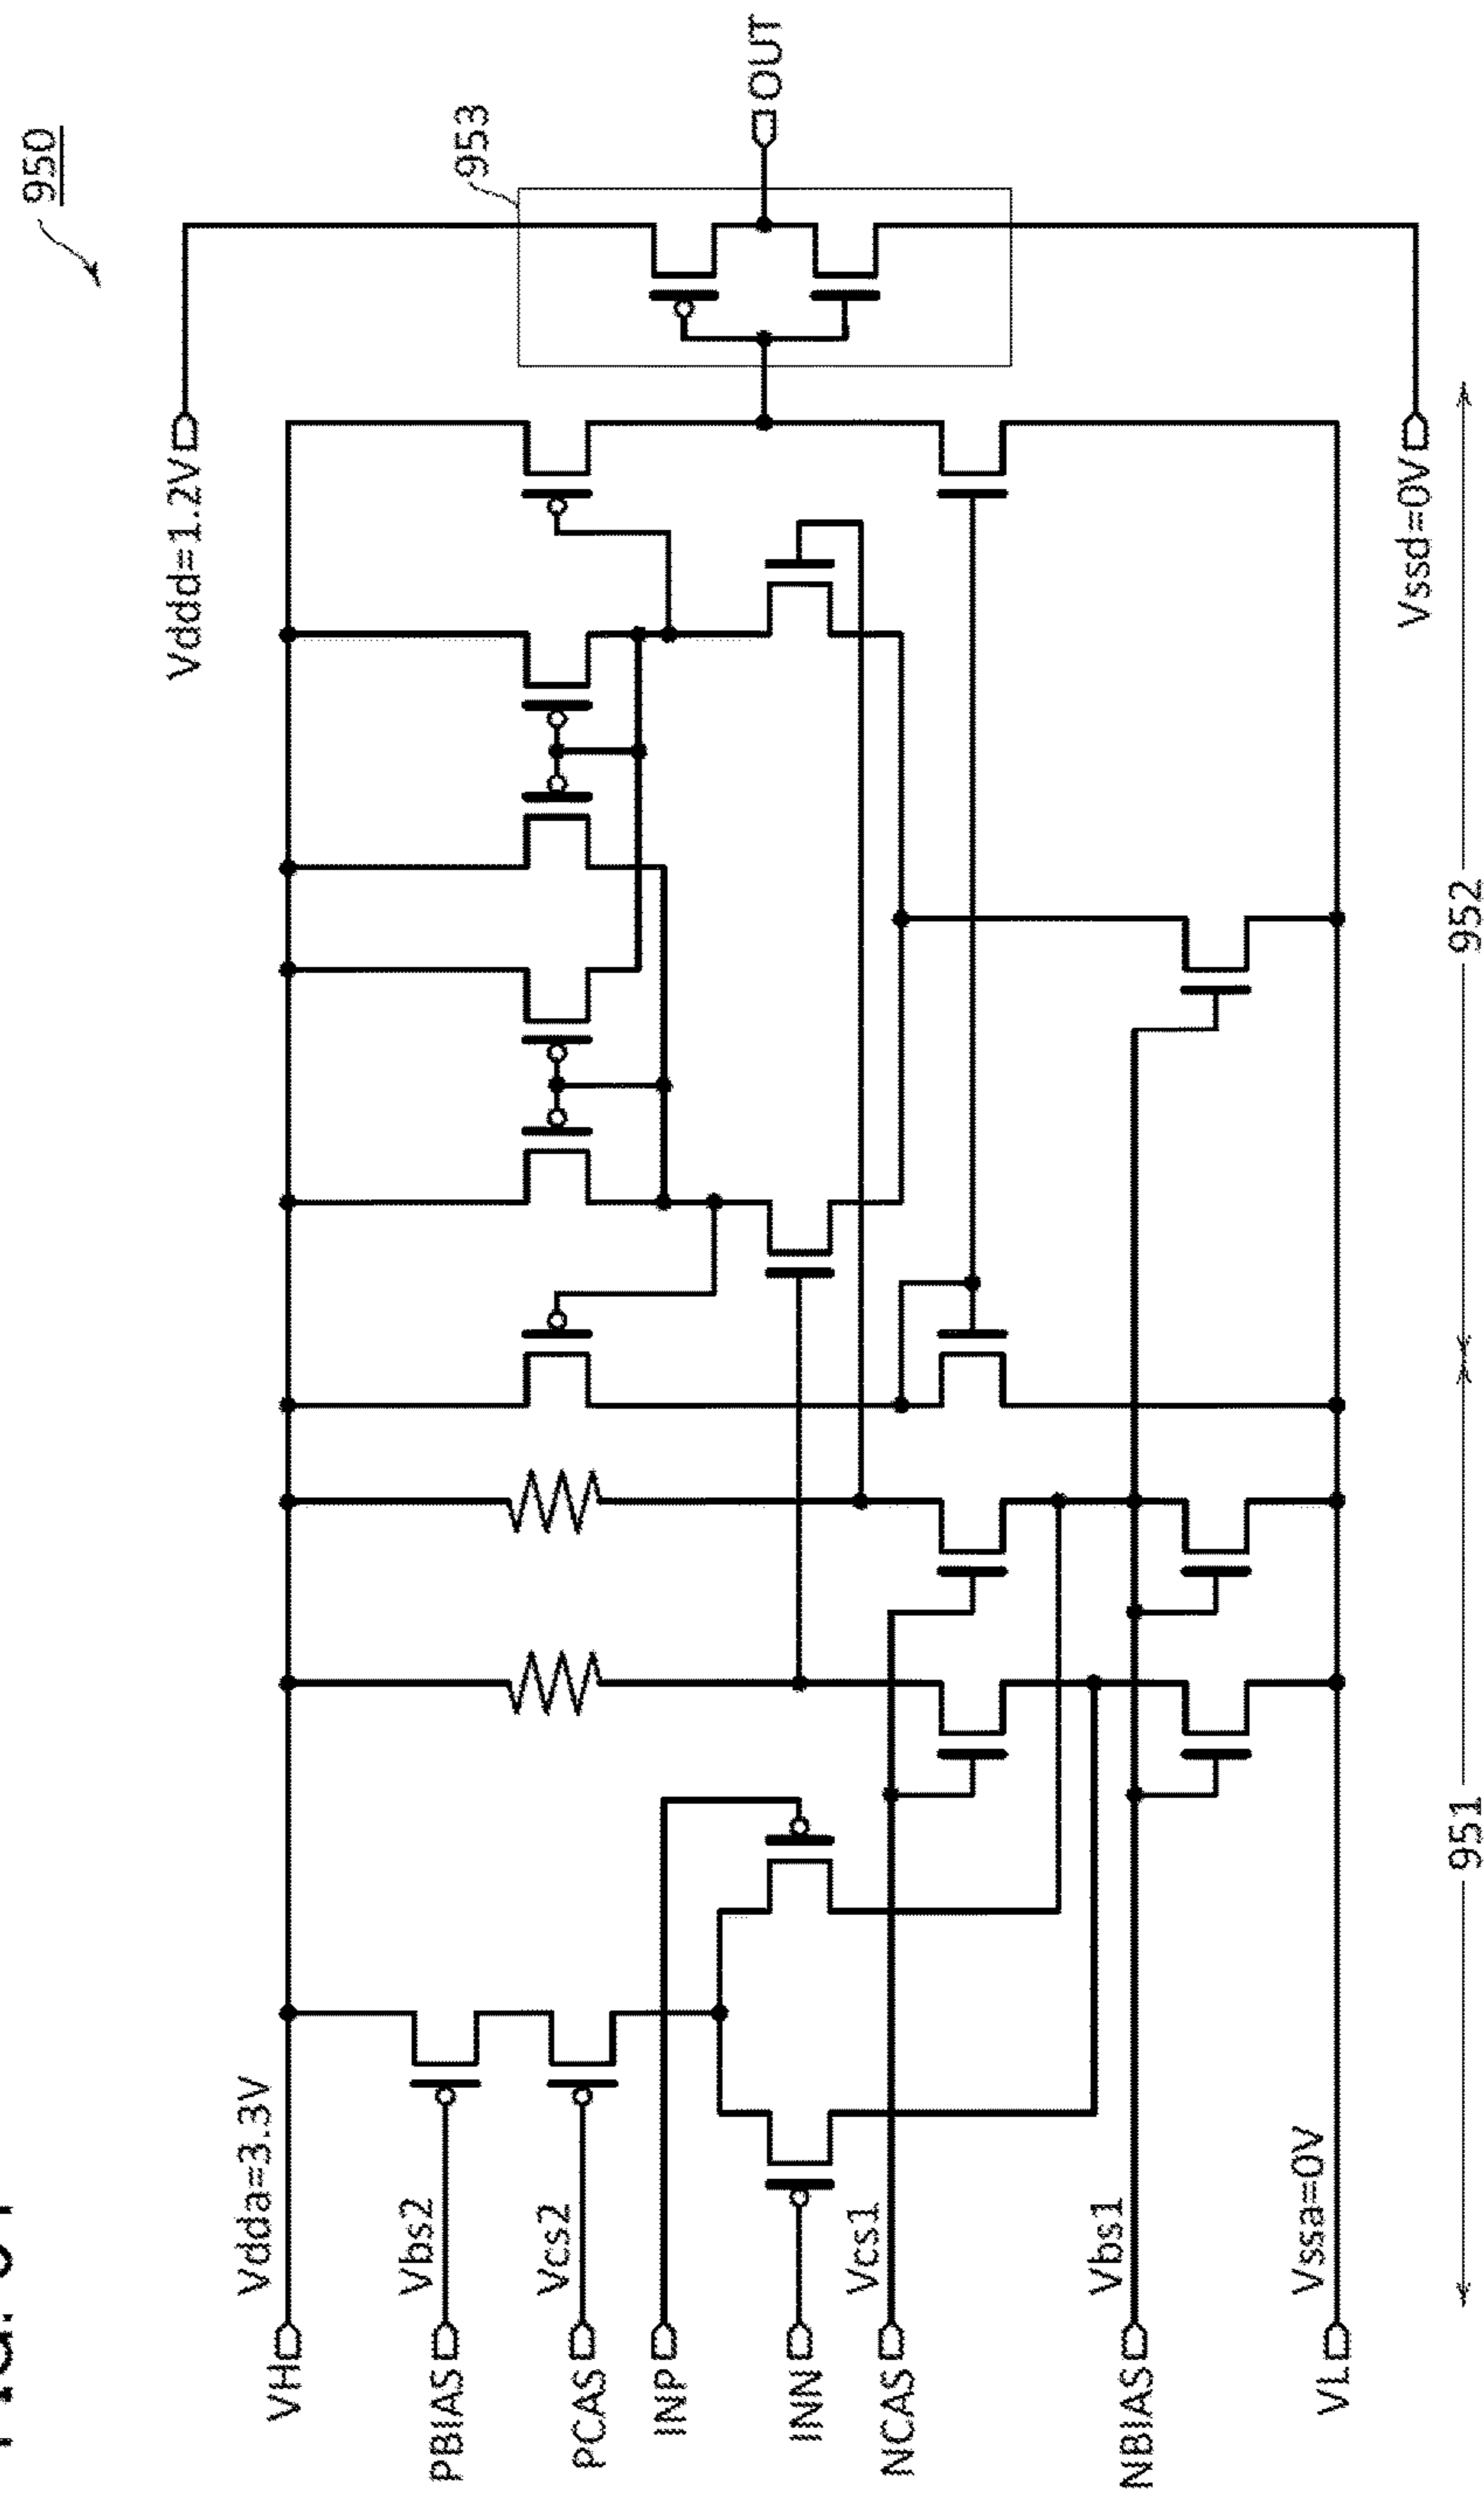 950
953
OUT
Vddd=1.2V
Vssd=0V
952
951
Vdda=3.3V
Vbs2
Vcs2
Vcs1
Vbs1
Vssa=0V
VH
PBIAS
PCAS
INP
INN
NCAS
NBIAS
VL